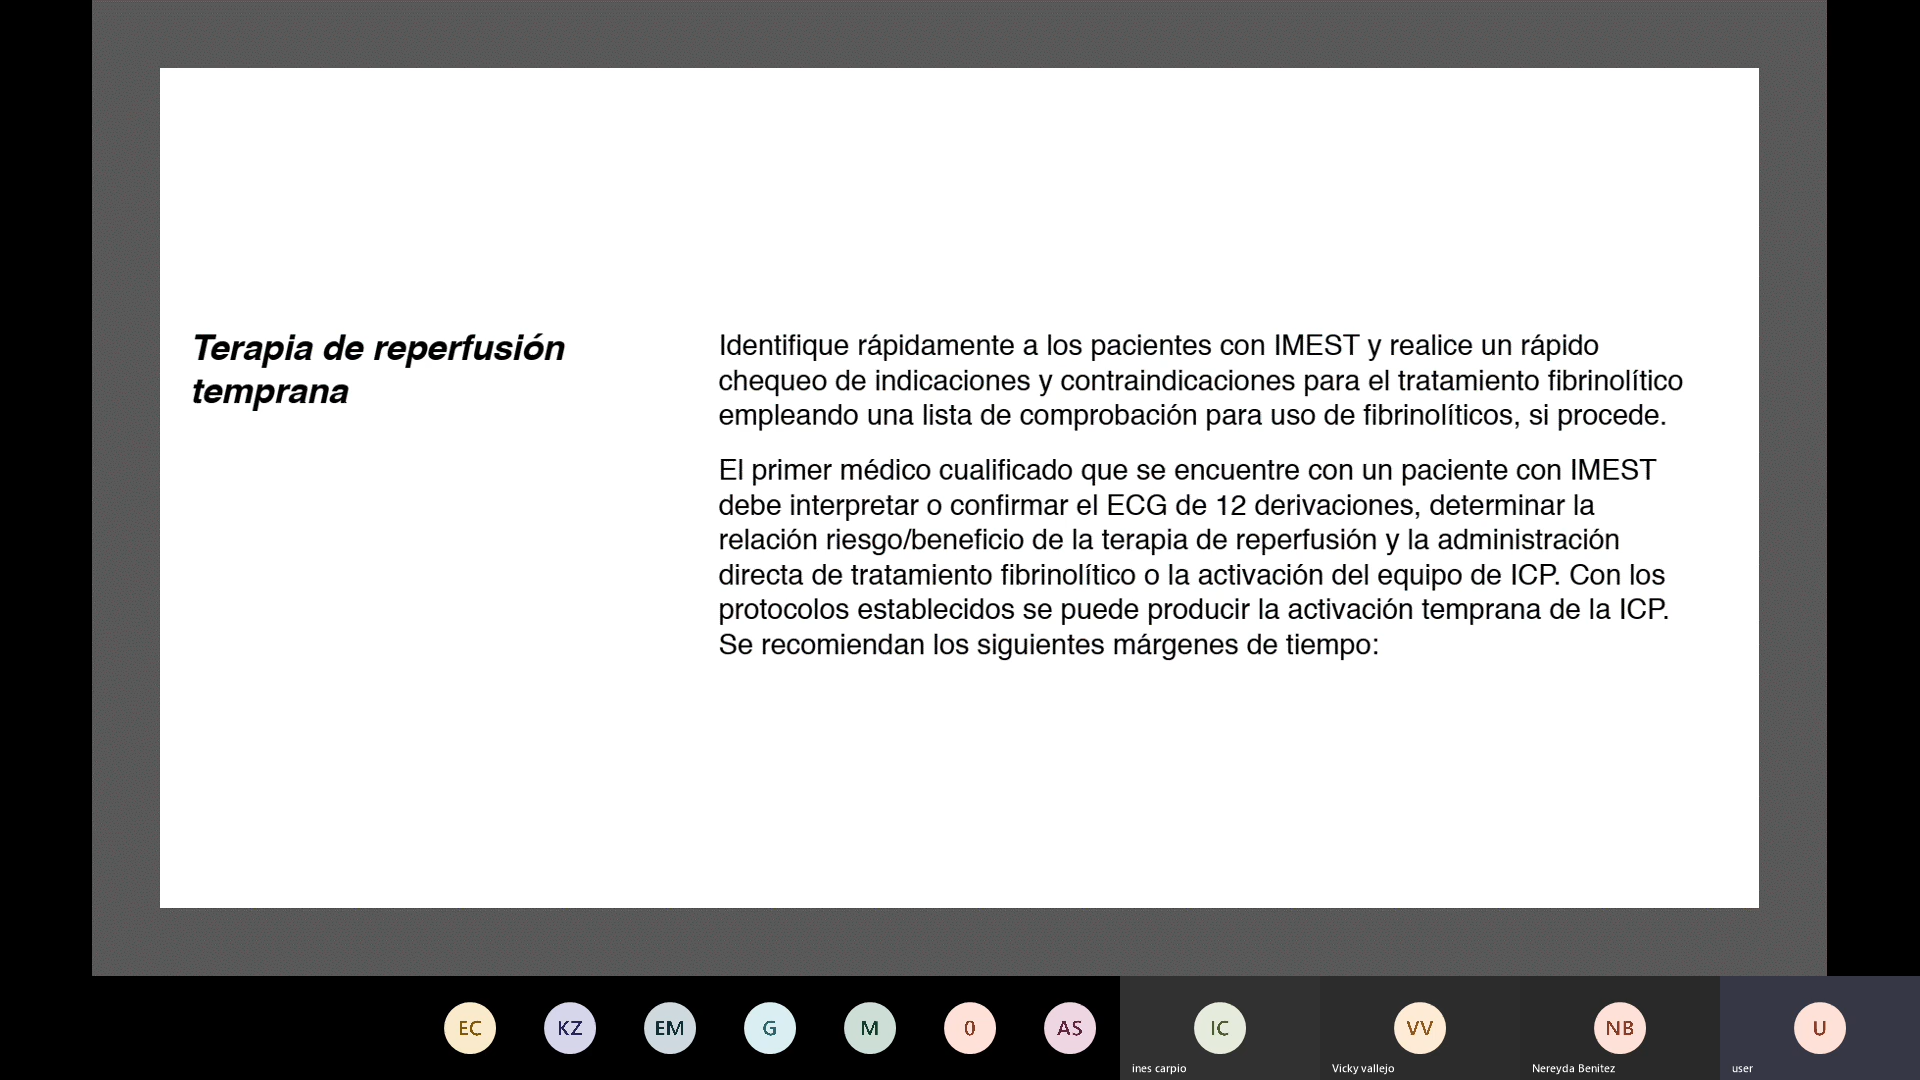 Terapia de reperfusión
temprana
Identifique rápidamente a los pacientes con IMEST y realice un rápido
chequeo de indicaciones y contraindicaciones para el tratamiento fibrinolítico
empleando una lista de comprobación para uso de fibrinolíticos, si procede.
El primer médico cualificado que se encuentre con un paciente con IMEST
debe interpretar o confirmar el ECG de 12 derivaciones, determinar la
relación riesgo/beneficio de la terapia de reperfusión y la administración
directa de tratamiento fibrinolítico o la activación del equipo de ICP. Con los
protocolos establecidos se puede producir la activación temprana de la ICP.
Se recomiendan los siguientes márgenes de tiempo:
EC KZ EM G M 0 AS IC VV NB U
ines carpio Vicky vallejo Nereyda Benitez user